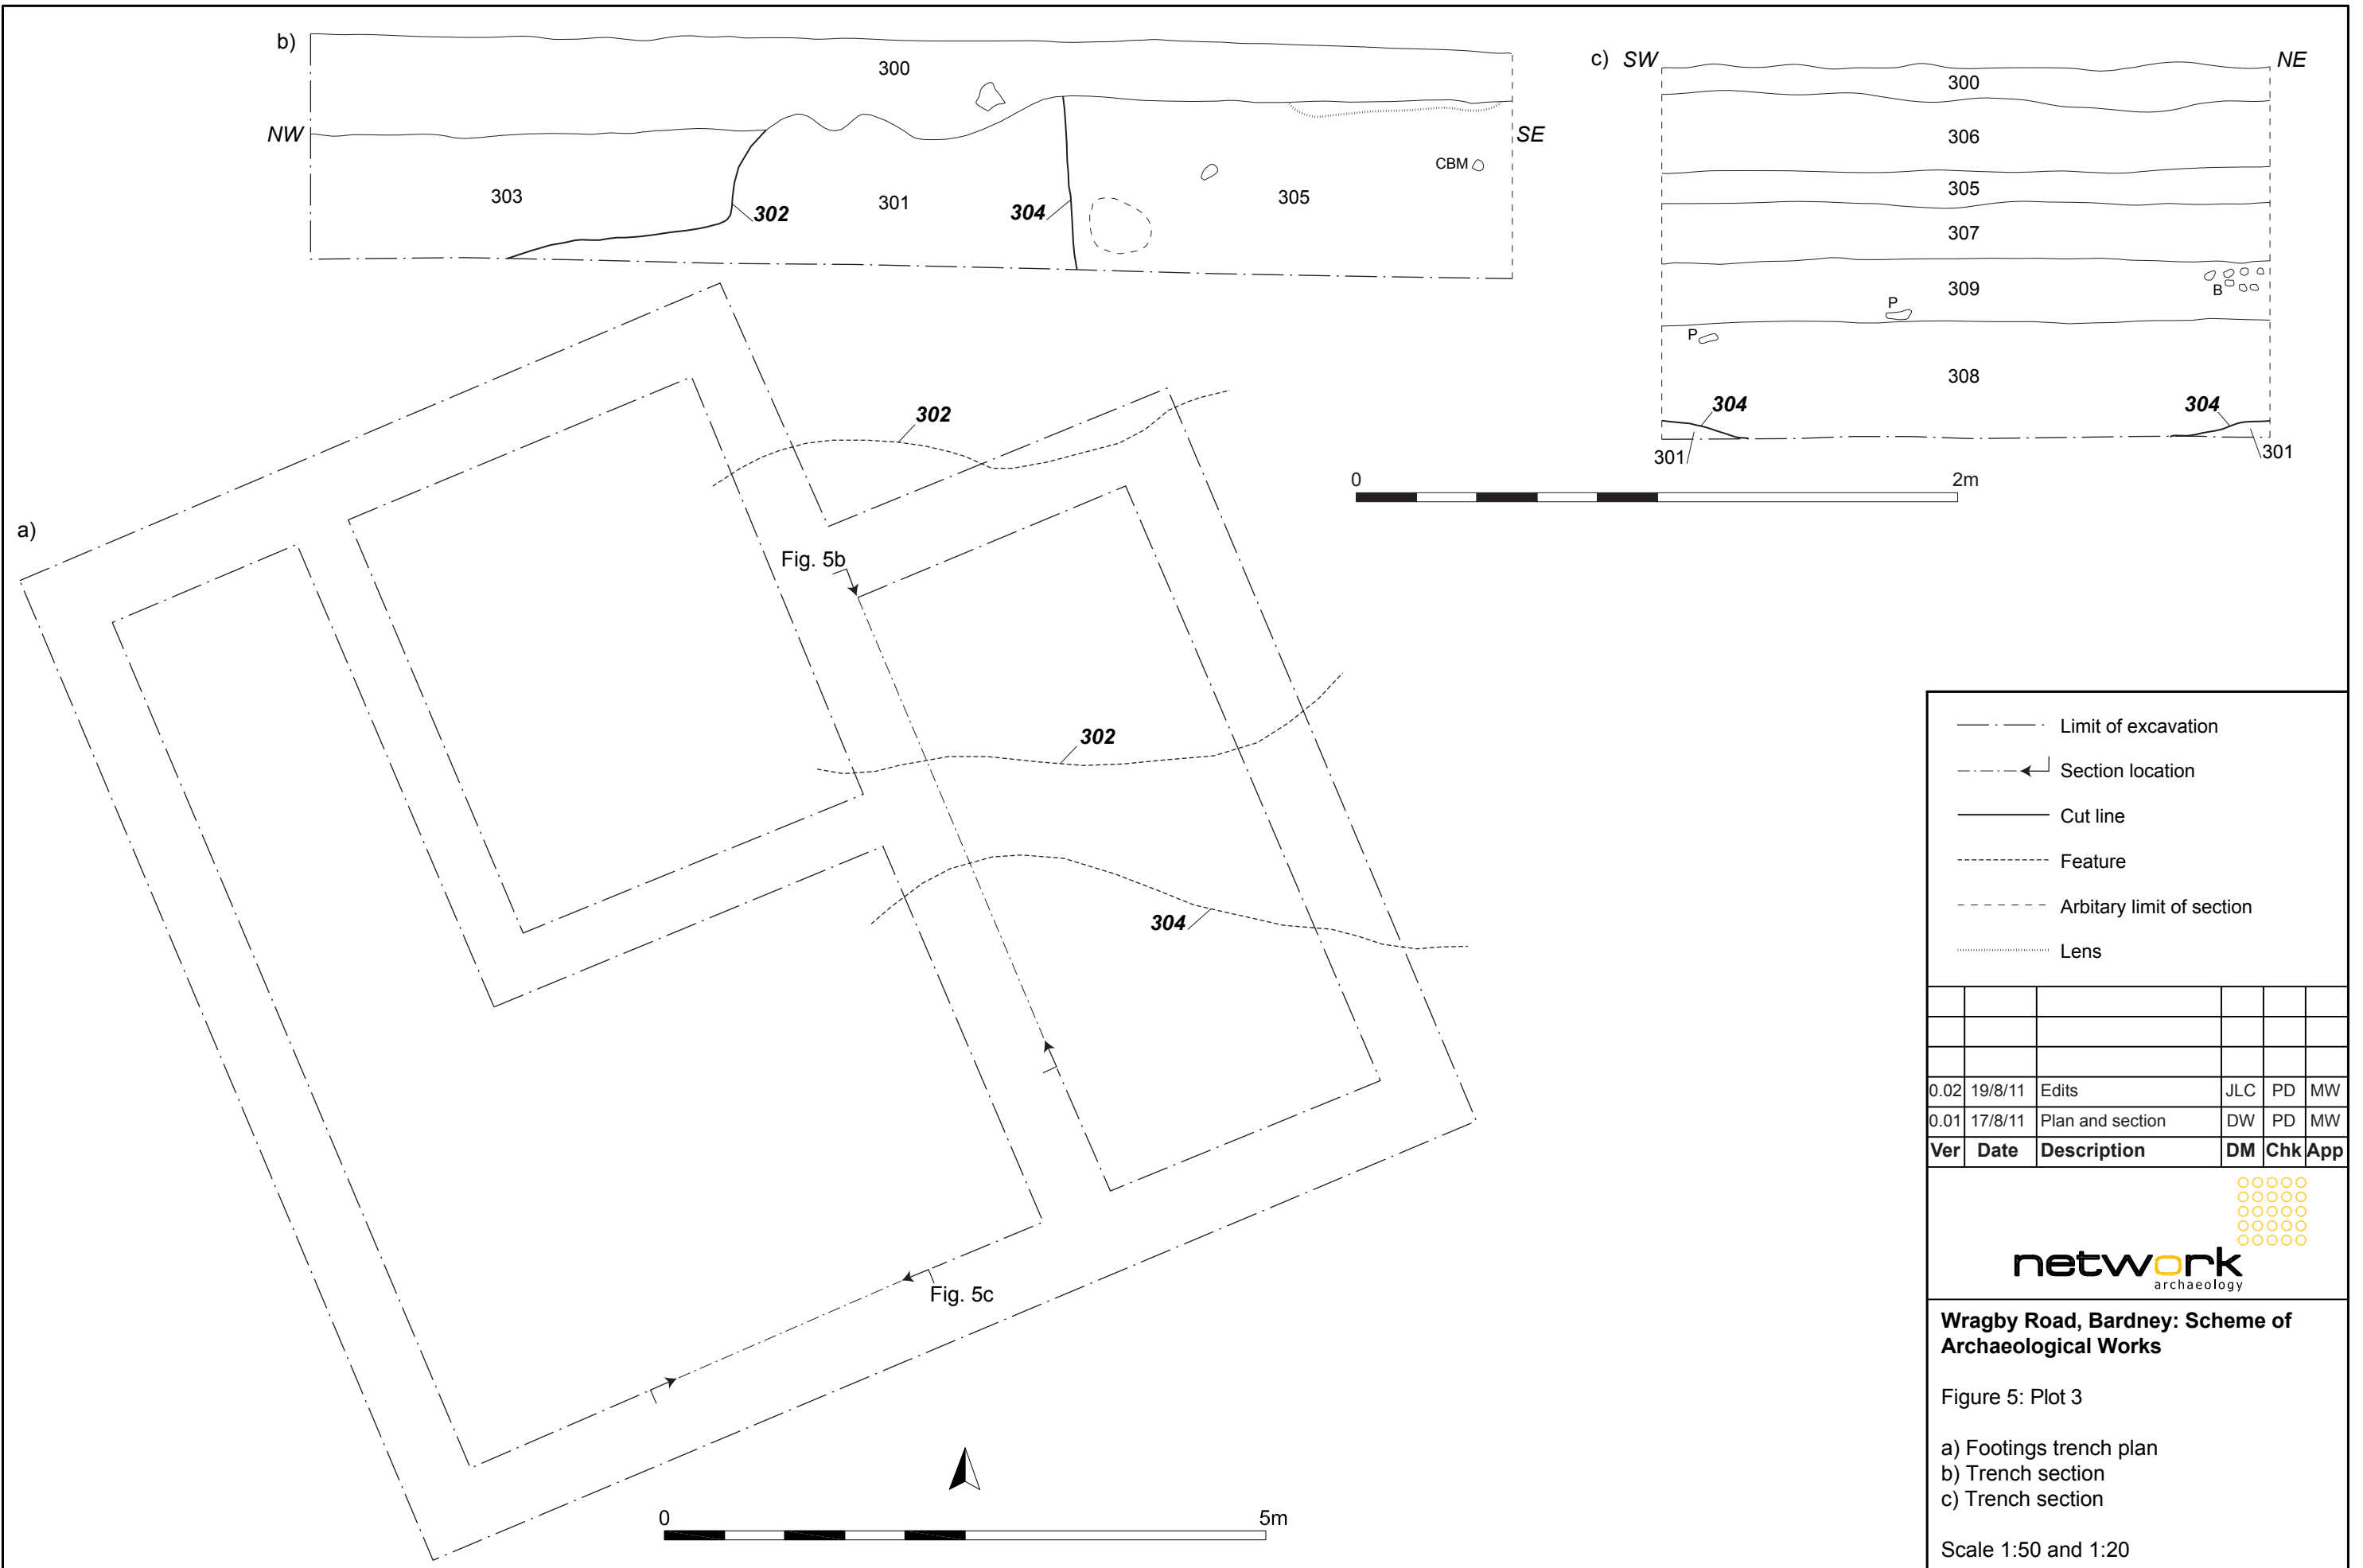 b)
300
NW
SE
303
302
301
304
305
CBM
c) SW
NE
300
306
305
307
309
B
P
P
308
304
304
301
301
0 2m
a)
302
Fig. 5b
302
304
Fig. 5c
0 5m
Limit of excavation
Section location
Cut line
Feature
Arbitary limit of section
Lens
0.02 19/8/11 Edits JLC PD MW
0.01 17/8/11 Plan and section DW PD MW
Ver Date Description DM Chk App
network
archaeology
Wragby Road, Bardney: Scheme of
Archaeological Works
Figure 5: Plot 3
a) Footings trench plan
b) Trench section
c) Trench section
Scale 1:50 and 1:20